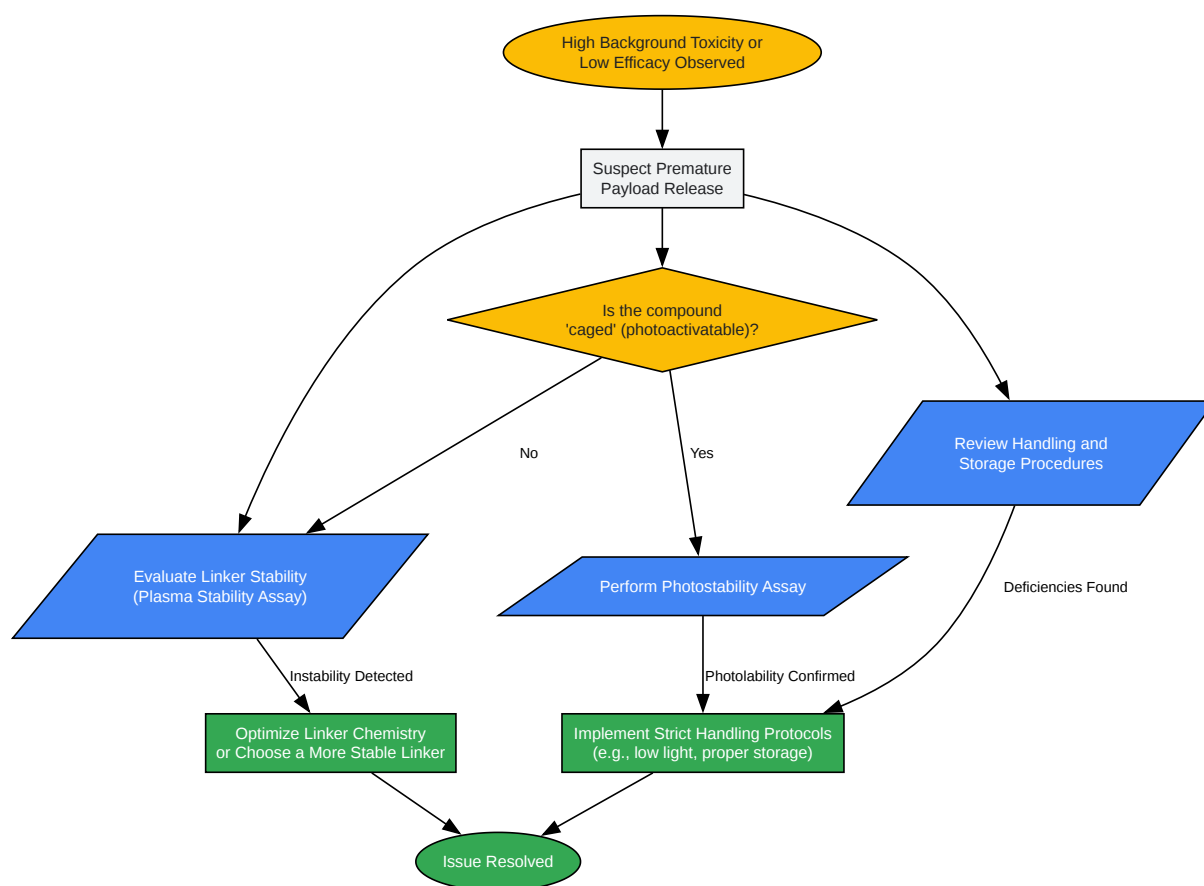 High Background Toxicity or
Low Efficacy Observed
Suspect Premature
Payload Release
Is the compound
'caged' (photoactivatable)?
No
Yes
Review Handling and
Storage Procedures
Evaluate Linker Stability
(Plasma Stability Assay)
Perform Photostability Assay
Deficiencies Found
Instability Detected
Photolability Confirmed
Optimize Linker Chemistry
or Choose a More Stable Linker
Implement Strict Handling Protocols
(e.g., low light, proper storage)
Issue Resolved